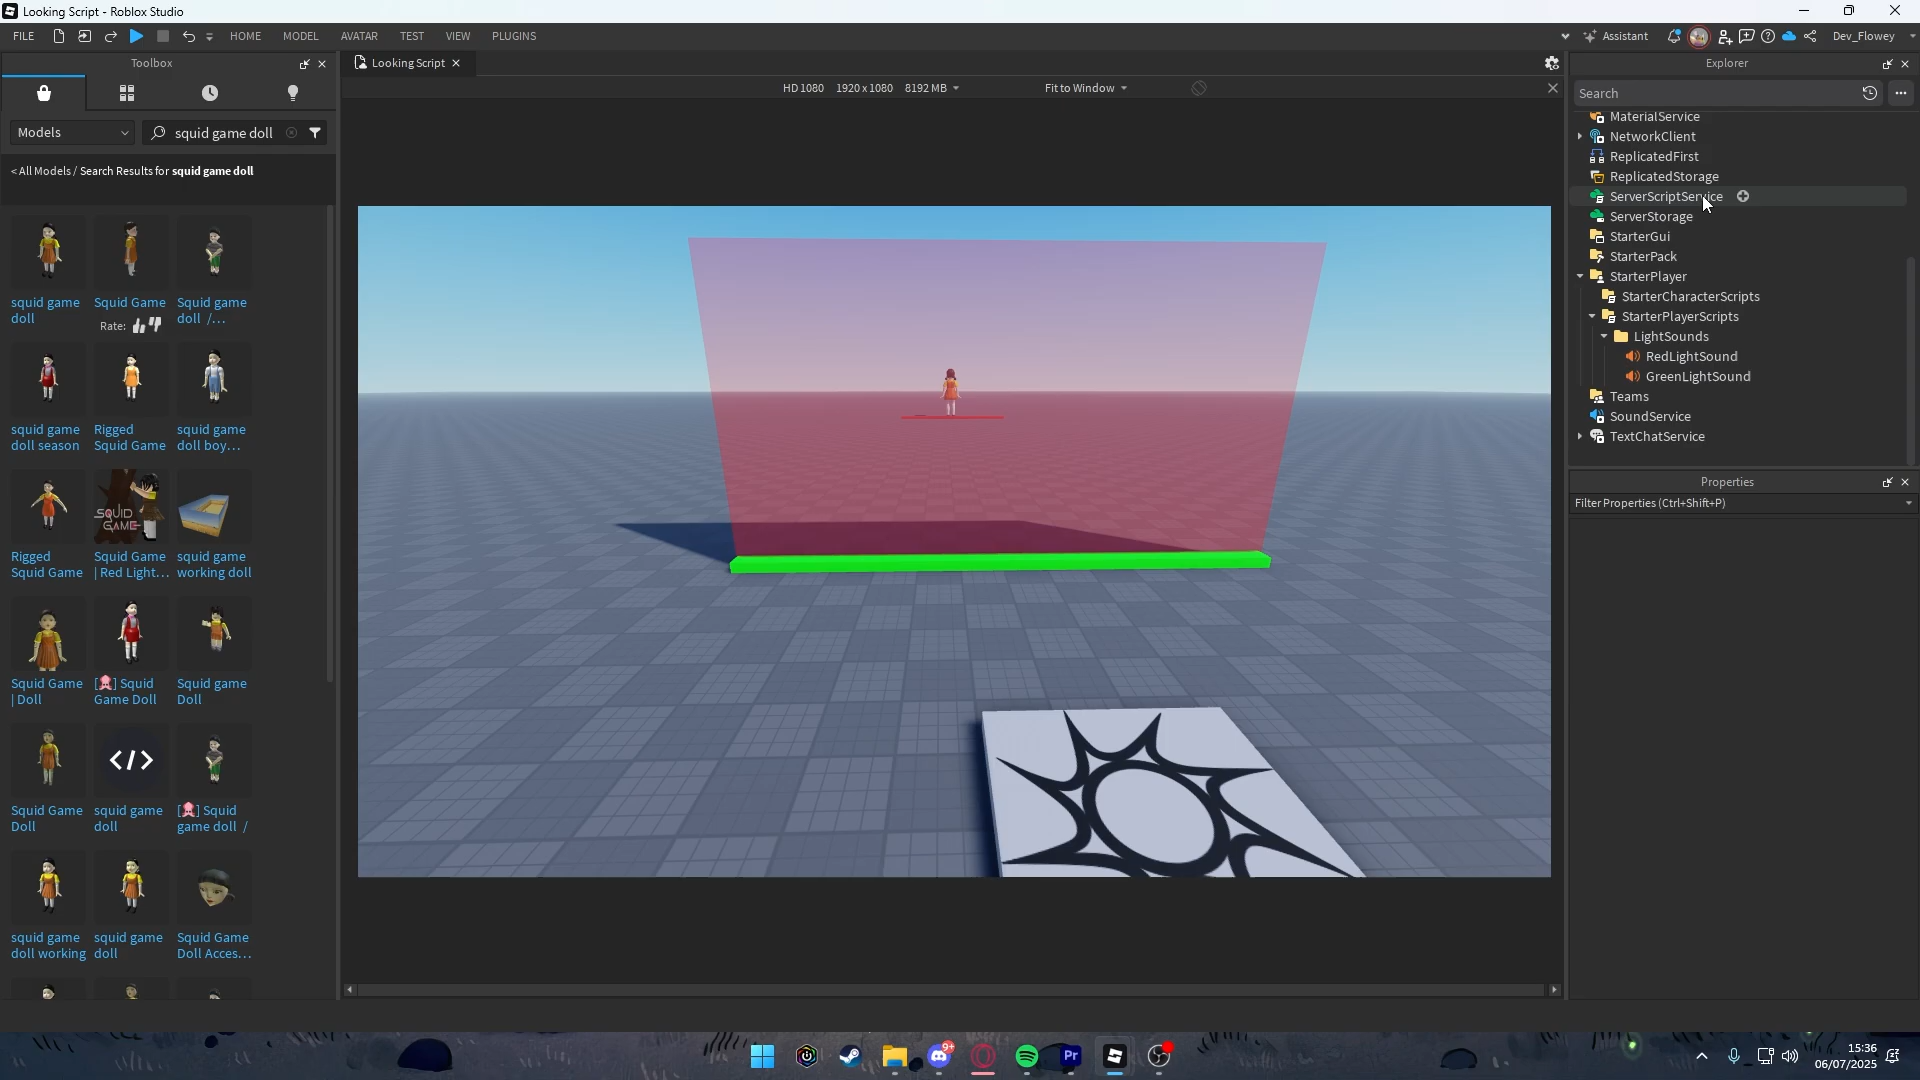 Looking Script - Roblox Studio
FILE
HOME
MODEL
AVATAR
TEST
VIEW
PLUGINS
Assistant
Dev_Flowey
Toolbox
Looking Script
Explorer
HD1080 1920 x 1080 8192 MB
Fit to Window
Search
Models
squid game doll
< All Models / Search Results for squid game doll
squid game
doll
Squid Game
Rate:
Squid game
doll /...
squid game
doll season
Rigged
Squid Game
squid game
doll boy...
Rigged
Squid Game
SQUID
GAME
Squid Game
| Red Light...
squid game
working doll
Squid Game
| Doll
[🦑] Squid
Game Doll
Squid game
Doll
Squid Game
Doll
squid game
doll
[🦑] Squid
game doll /
squid game
doll working
squid game
doll
Squid Game
Doll Acces...
MaterialService
NetworkClient
ReplicatedFirst
ReplicatedStorage
ServerScriptService
ServerStorage
StarterGui
StarterPack
StarterPlayer
StarterCharacterScripts
StarterPlayerScripts
LightSounds
RedLightSound
GreenLightSound
Teams
SoundService
TextChatService
Properties
Filter Properties (Ctrl+Shift+P)
9+
Pr
15:36
06/07/2025